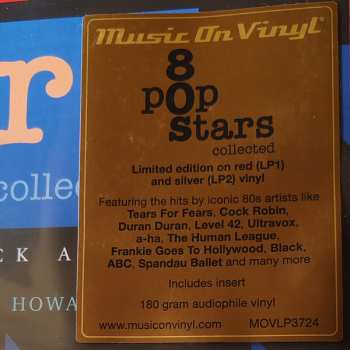 Music On Vinyl®
80s
pop
stars
collected
Limited edition on red (LP1)
and silver (LP2) vinyl
Featuring the hits by iconic 80s artists like
Tears For Fears, Cock Robin,
Duran Duran, Level 42, Ultravox,
a-ha, The Human League,
Frankie Goes To Hollywood, Black,
ABC, Spandau Ballet and many more
Includes insert
180 gram audiophile vinyl
www.musiconvinyl.com MOVLP3724
r
collec
CK A
HOWA